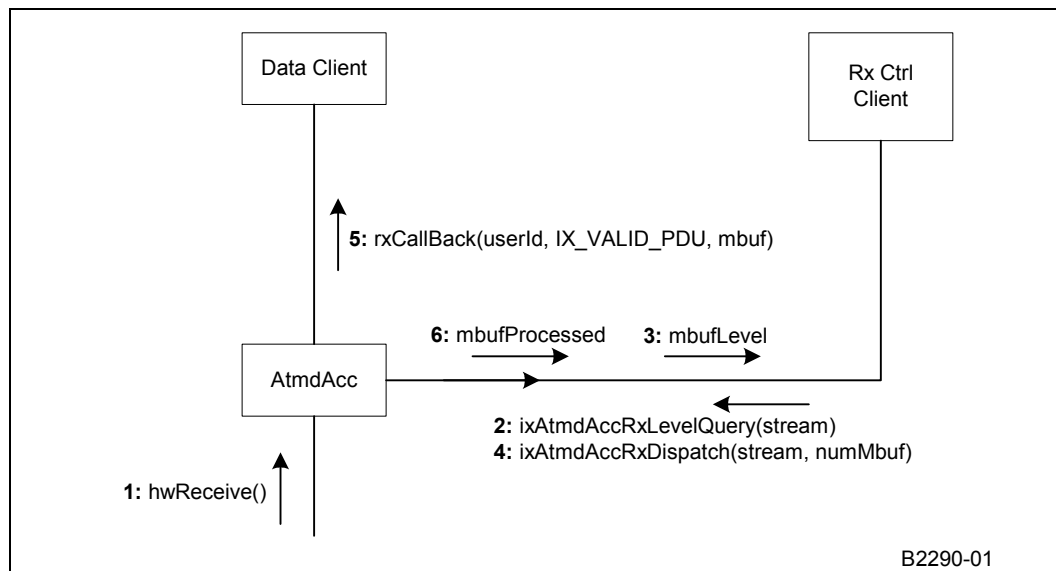 Data Client
Rx Ctrl
Client
5: rxCallBack(userId, IX_VALID_PDU, mbuf)
6: mbufProcessed
3: mbufLevel
AtmdAcc
2: ixAtmdAccRxLevelQuery(stream)
4: ixAtmdAccRxDispatch(stream, numMbuf)
1: hwReceive()
B2290-01